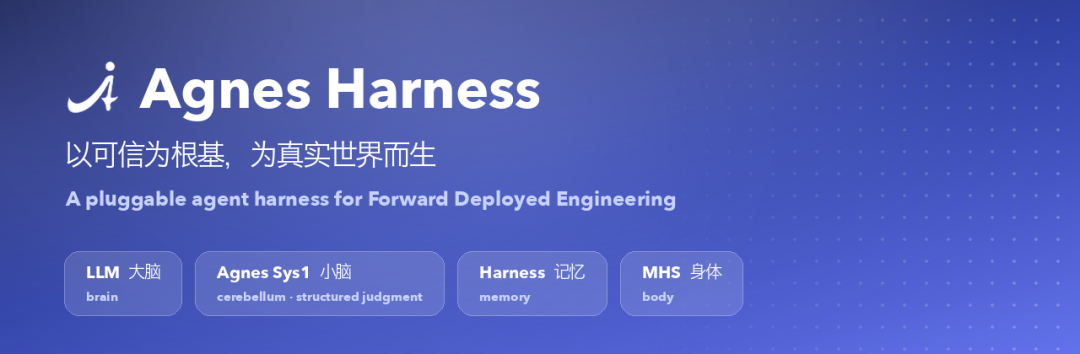 Agnes Harness
以可信为根基，为真实世界而生
A pluggable agent harness for Forward Deployed Engineering
LLM 大脑
brain
Agnes Sys1 小脑
cerebellum · structured judgment
Harness 记忆
memory
MHS 身体
body